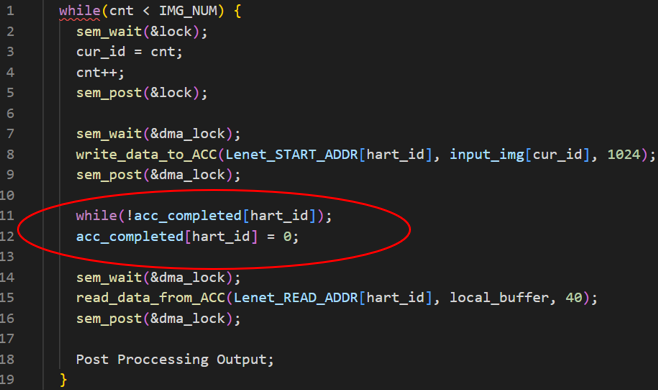 1 while(cnt < IMG_NUM) {
2 sem_wait(&lock);
3 cur_id = cnt;
4 cnt++;
5 sem_post(&lock);
6
7 sem_wait(&dma_lock);
8 write_data_to_ACC(Lenet_START_ADDR[hart_id], input_img[cur_id], 1024);
9 sem_post(&dma_lock);
10
11 while(!acc_completed[hart_id]);
12 acc_completed[hart_id] = 0;
13
14 sem_wait(&dma_lock);
15 read_data_from_ACC(Lenet_READ_ADDR[hart_id], local_buffer, 40);
16 sem_post(&dma_lock);
17
18 Post Proccessing Output;
19 }